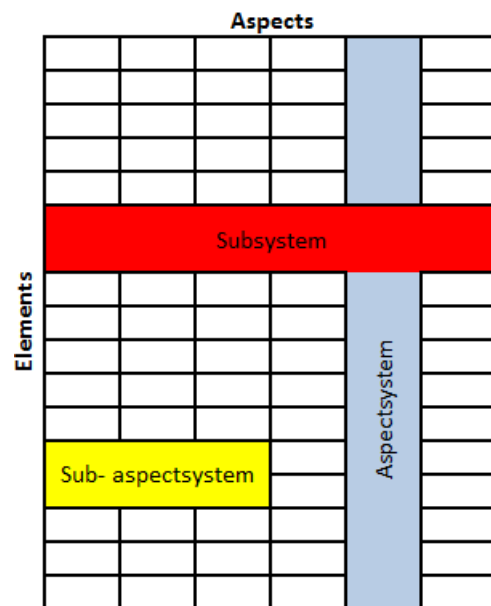 Aspects
Subsystem
Elements
Aspectsystem
Sub- aspectsystem